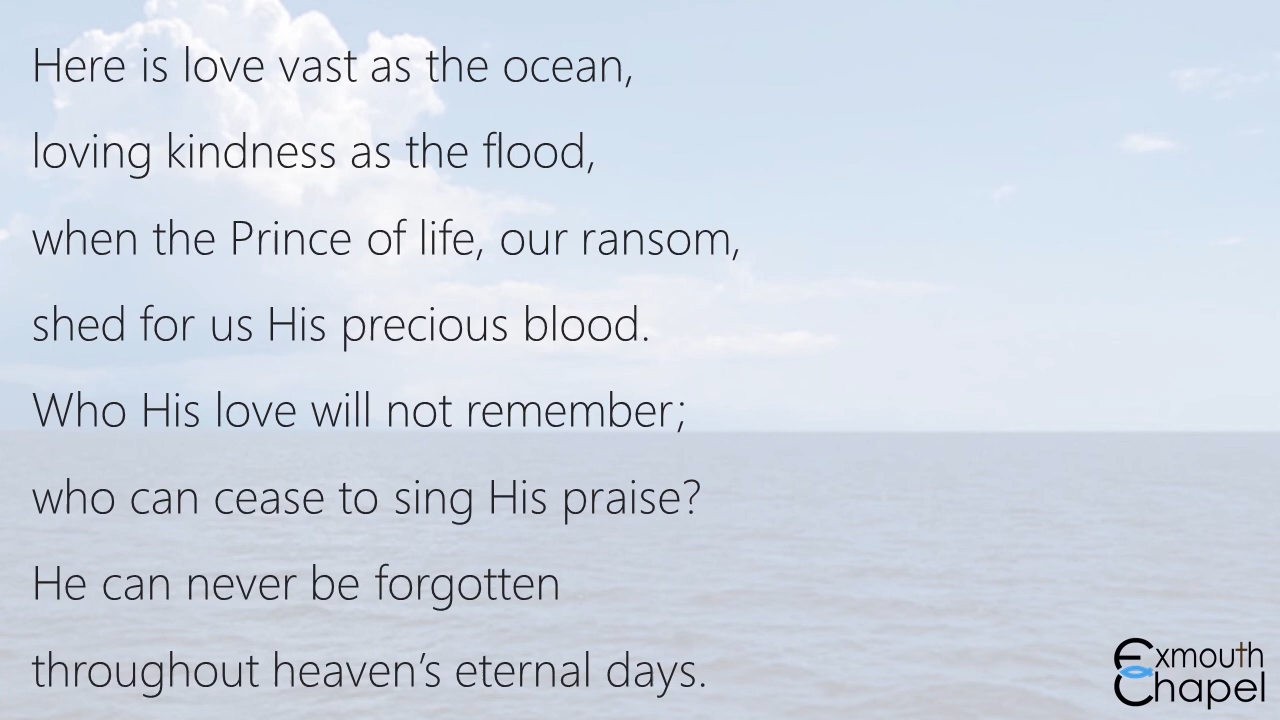 Here is love vast as the ocean,
loving kindness as the flood,
when the Prince of life, our ransom,
shed for us His precious blood.
Who His love will not remember;
who can cease to sing His praise?
He can never be forgotten
throughout heaven’s eternal days.
Exmouth
Chapel